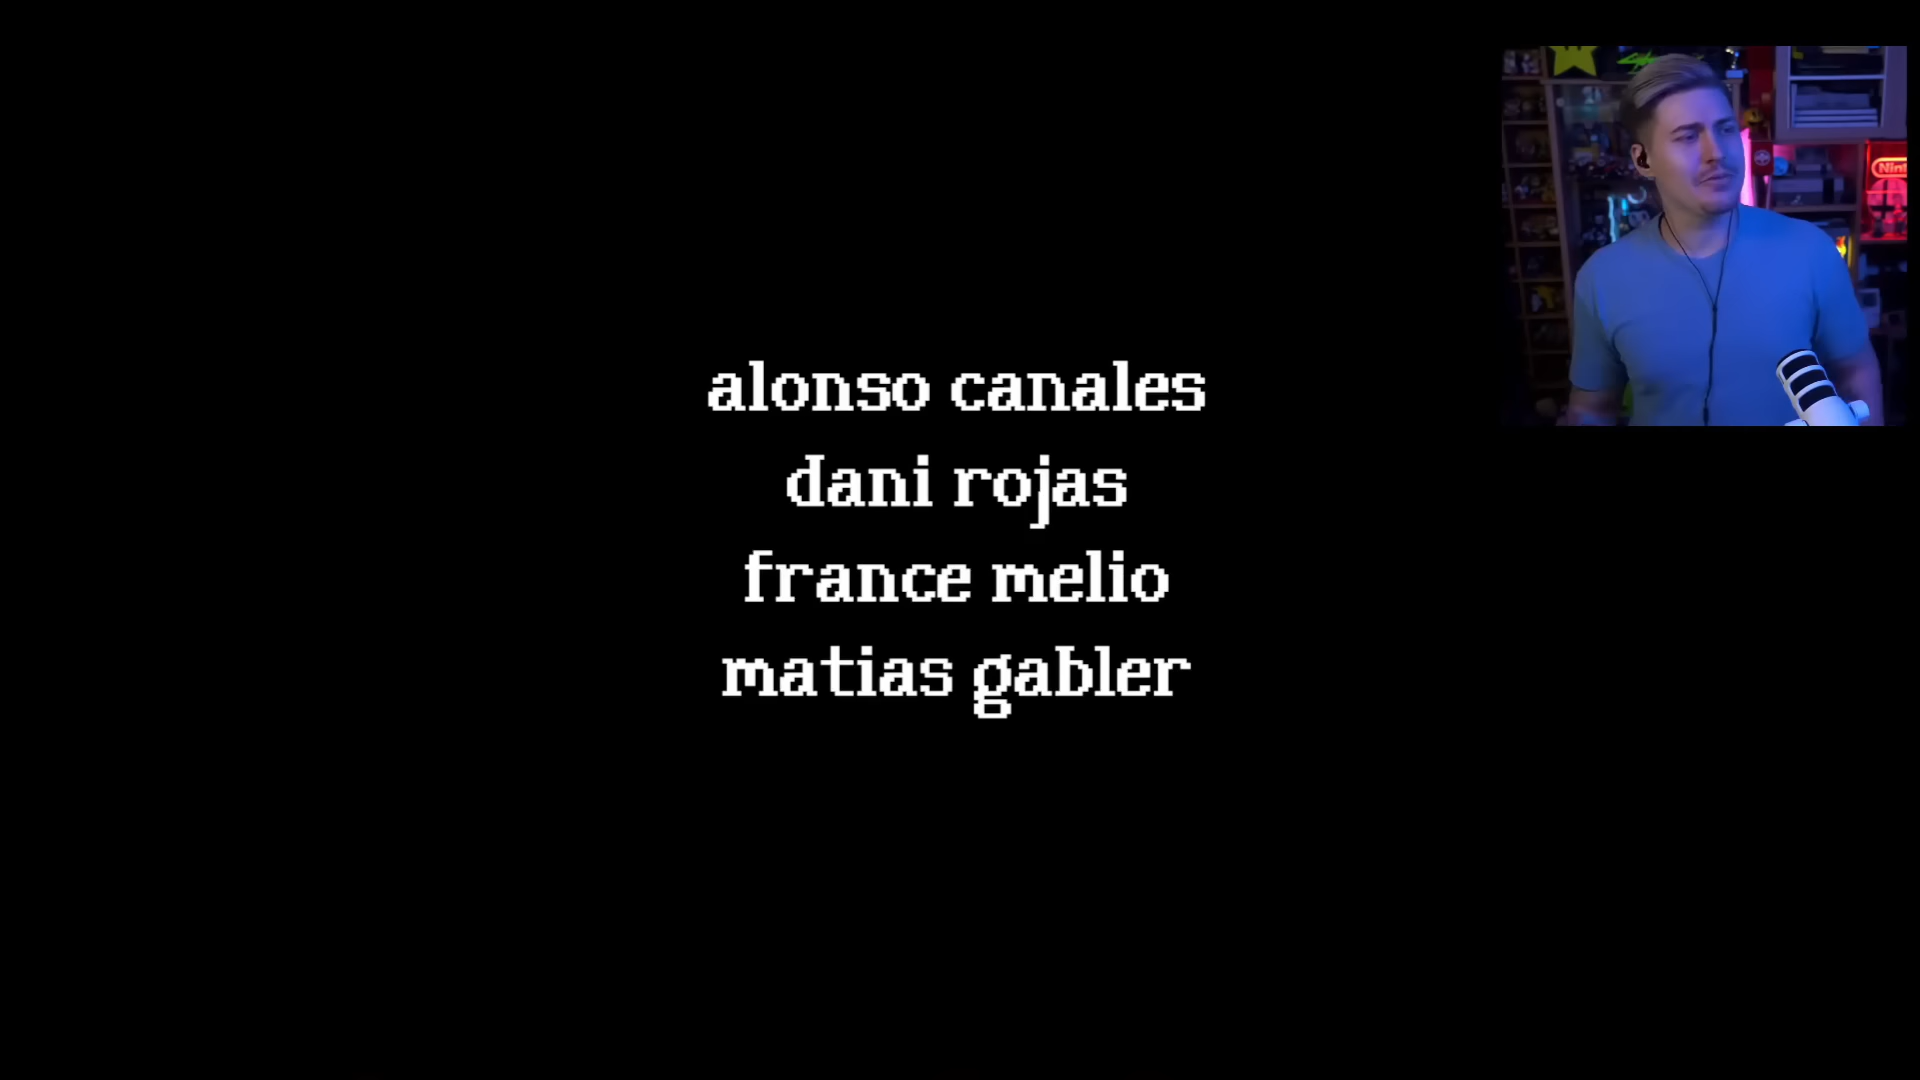 alonso canales
dani rojas
france melio
matias gabler